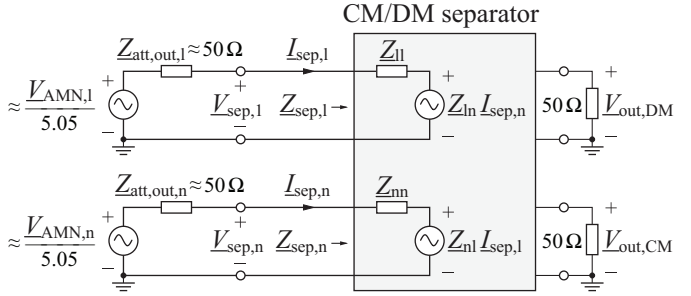 CM/DM separator
Z_att,out,l ≈ 50 Ω I_sep,l Z_ll
≈ V_AMN,l / 5.05 + − + V_sep,l − Z_sep,l → + Z_ln I_sep,n − 50 Ω + V_out,DM −
Z_att,out,n ≈ 50 Ω I_sep,n Z_nn
≈ V_AMN,n / 5.05 + − + V_sep,n − Z_sep,n → + Z_nl I_sep,l − 50 Ω + V_out,CM −